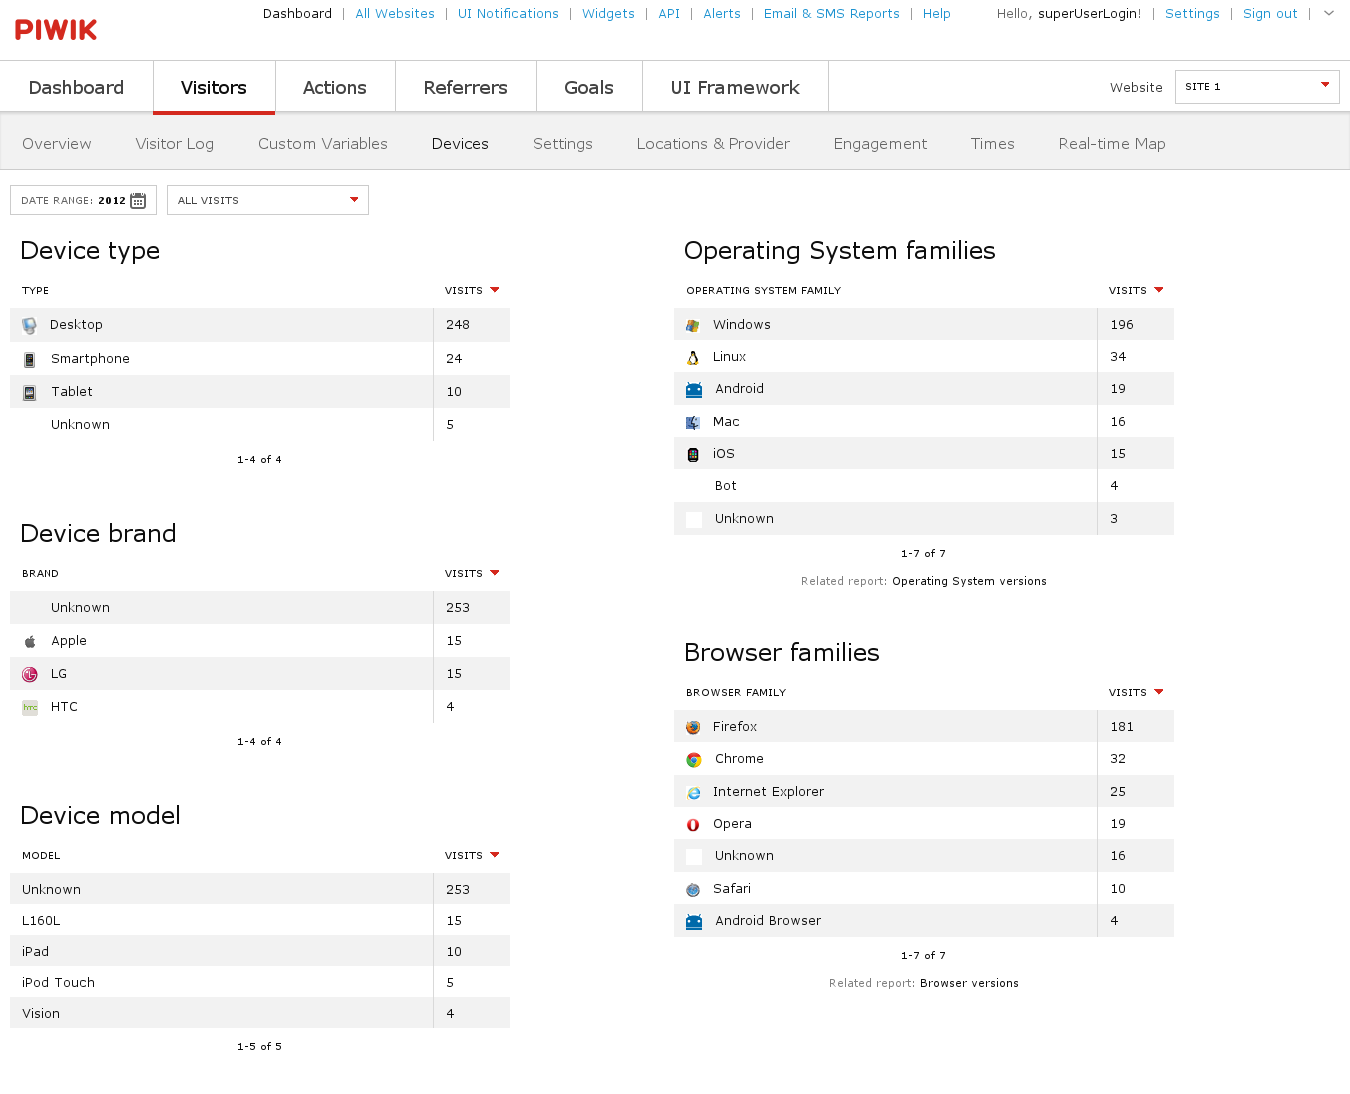 PIWIK
Dashboard | All Websites | UI Notifications | Widgets | API | Alerts | Email & SMS Reports | Help
Hello, superUserLogin! | Settings | Sign out |
Dashboard Visitors Actions Referrers Goals UI Framework
Website SITE 1
Overview Visitor Log Custom Variables Devices Settings Locations & Provider Engagement Times Real-time Map
DATE RANGE: 2012
ALL VISITS
Device type
TYPE VISITS
Desktop 248
Smartphone 24
Tablet 10
Unknown 5
1-4 of 4
Device brand
BRAND VISITS
Unknown 253
Apple 15
LG 15
HTC 4
1-4 of 4
Device model
MODEL VISITS
Unknown 253
L160L 15
iPad 10
iPod Touch 5
Vision 4
1-5 of 5
Operating System families
OPERATING SYSTEM FAMILY VISITS
Windows 196
Linux 34
Android 19
Mac 16
iOS 15
Bot 4
Unknown 3
1-7 of 7
Related report: Operating System versions
Browser families
BROWSER FAMILY VISITS
Firefox 181
Chrome 32
Internet Explorer 25
Opera 19
Unknown 16
Safari 10
Android Browser 4
1-7 of 7
Related report: Browser versions